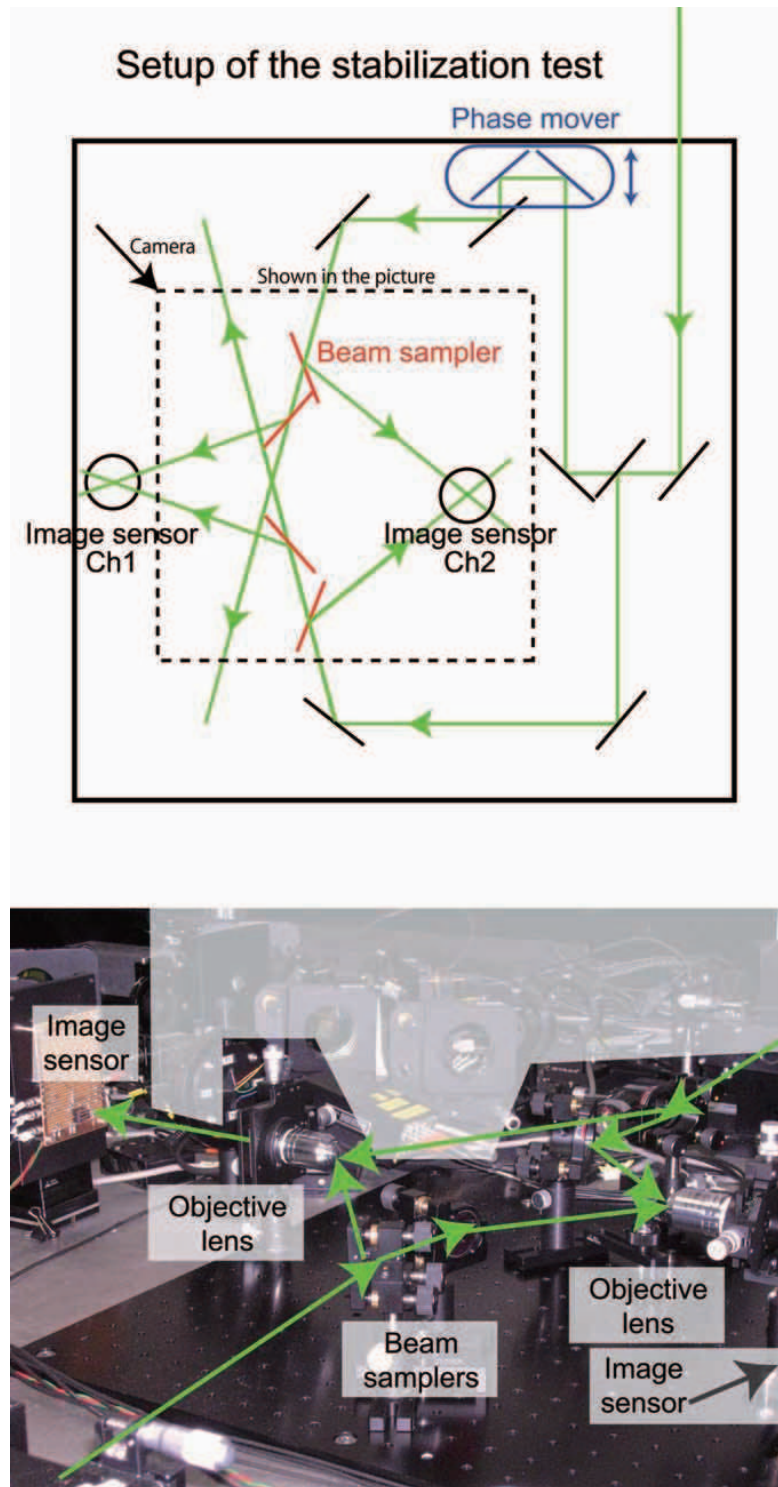 Setup of the stabilization test
Phase mover
Camera
Shown in the picture
Beam sampler
Image sensor
Ch1
Image sensor
Ch2
Image
sensor
Objective
lens
Objective
lens
Beam
samplers
Image
sensor